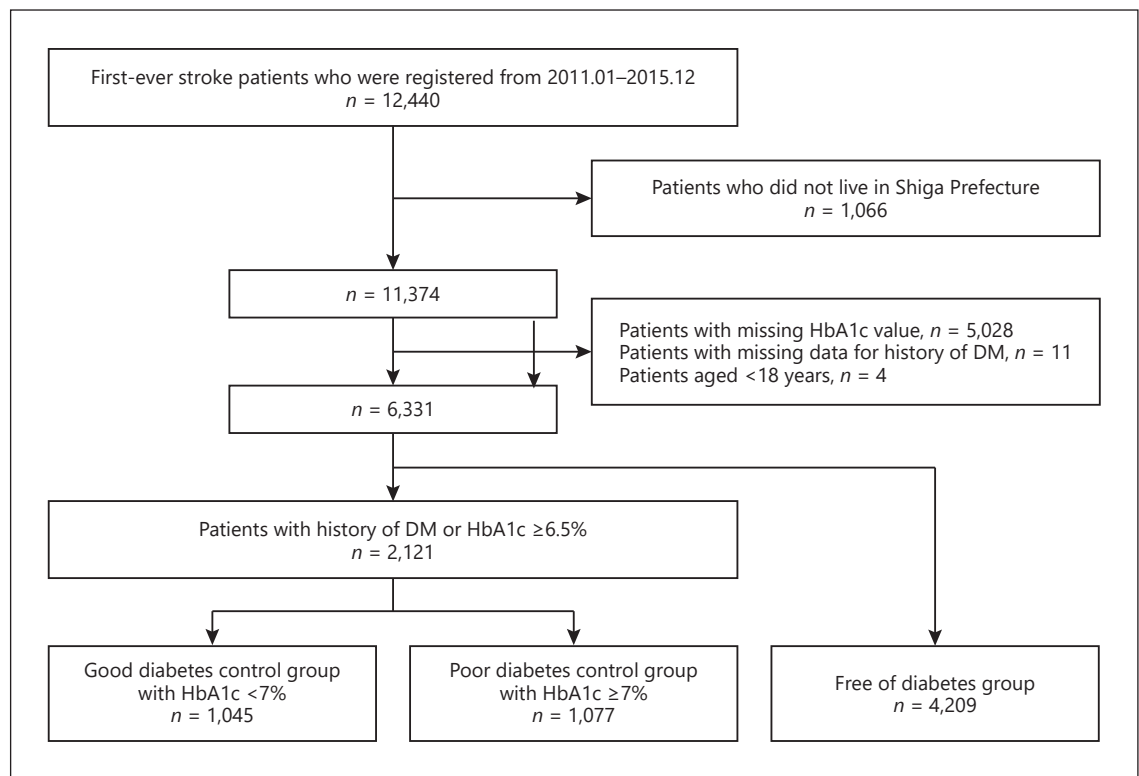 First-ever stroke patients who were registered from 2011.01–2015.12
n = 12,440
Patients who did not live in Shiga Prefecture
n = 1,066
n = 11,374
Patients with missing HbA1c value, n = 5,028
Patients with missing data for history of DM, n = 11
Patients aged <18 years, n = 4
n = 6,331
Patients with history of DM or HbA1c ≥6.5%
n = 2,121
Good diabetes control group
with HbA1c <7%
n = 1,045
Poor diabetes control group
with HbA1c ≥7%
n = 1,077
Free of diabetes group
n = 4,209